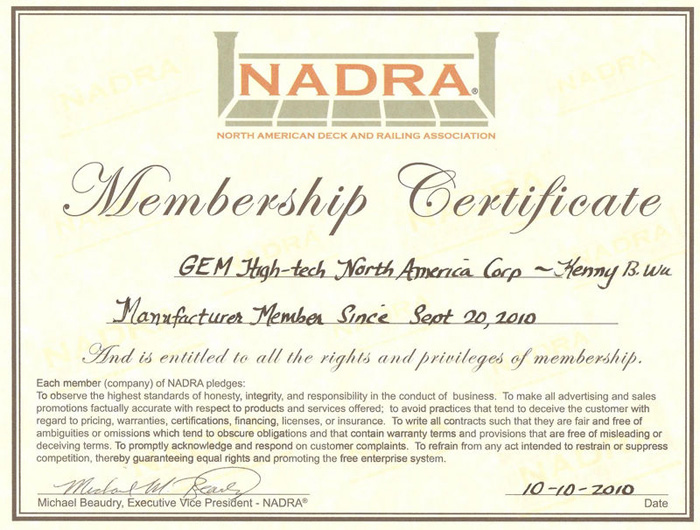 NADRA®
NORTH AMERICAN DECK AND RAILING ASSOCIATION
Membership Certificate
GEM High-tech North America Corp ~ Kenny B. Wu
Manufacturer Member Since Sept 20, 2010
And is entitled to all the rights and privileges of membership.
Each member (company) of NADRA pledges:
To observe the highest standards of honesty, integrity, and responsibility in the conduct of business. To make all advertising and sales
promotions factually accurate with respect to products and services offered; to avoid practices that tend to deceive the customer with
regard to pricing, warranties, certifications, financing, licenses, or insurance. To write all contracts such that they are fair and free of
ambiguities or omissions which tend to obscure obligations and that contain warranty terms and provisions that are free of misleading or
deceiving terms. To promptly acknowledge and respond on customer complaints. To refrain from any act intended to restrain or suppress
competition, thereby guaranteeing equal rights and promoting the free enterprise system.
Michael M Beaudry 10-10-2010
Michael Beaudry, Executive Vice President - NADRA® Date